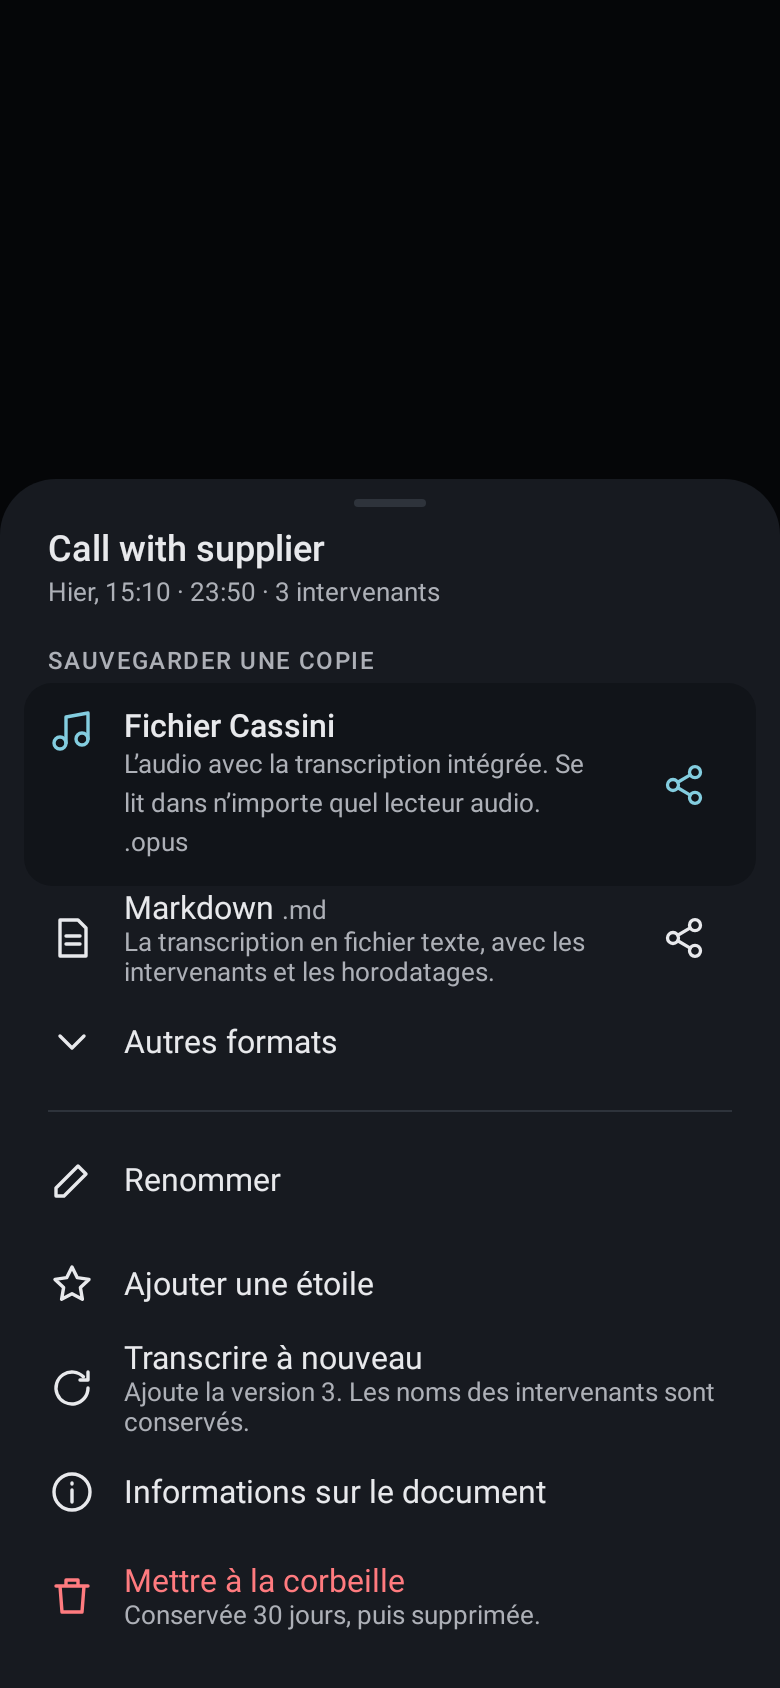 Call with supplier
Hier, 15:10 · 23:50 · 3 intervenants
SAUVEGARDER UNE COPIE
Fichier Cassini
L’audio avec la transcription intégrée. Se
lit dans n’importe quel lecteur audio.
.opus
Markdown .md
La transcription en fichier texte, avec les
intervenants et les horodatages.
Autres formats
Renommer
Ajouter une étoile
Transcrire à nouveau
Ajoute la version 3. Les noms des intervenants sont
conservés.
Informations sur le document
Mettre à la corbeille
Conservée 30 jours, puis supprimée.